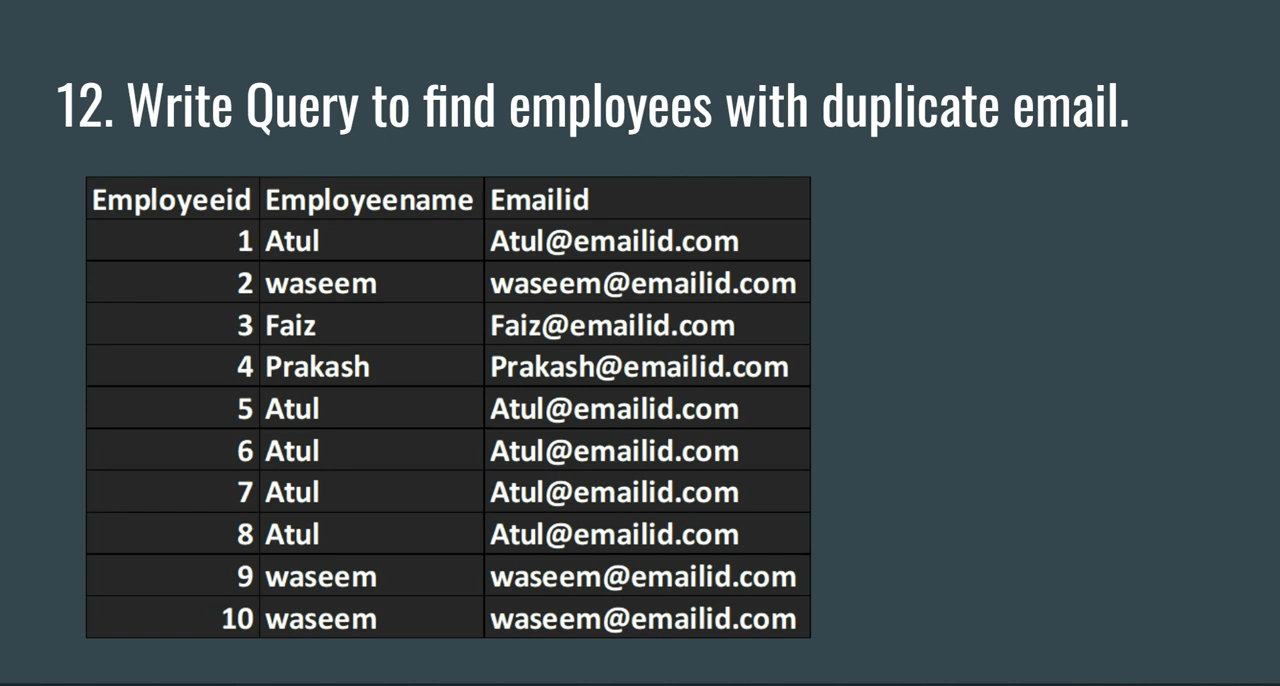 12. Write Query to find employees with duplicate email.
Employeeid Employeename Emailid
1 Atul Atul@emailid.com
2 waseem waseem@emailid.com
3 Faiz Faiz@emailid.com
4 Prakash Prakash@emailid.com
5 Atul Atul@emailid.com
6 Atul Atul@emailid.com
7 Atul Atul@emailid.com
8 Atul Atul@emailid.com
9 waseem waseem@emailid.com
10 waseem waseem@emailid.com